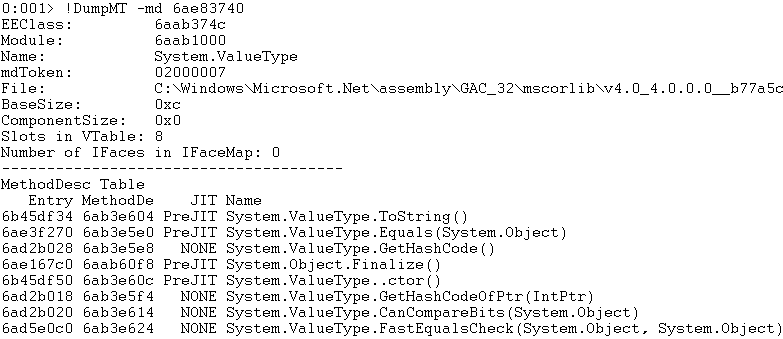 0:001> !DumpMT -md 6ae83740
EEClass:         6aab374c
Module:          6aab1000
Name:            System.ValueType
mdToken:         02000007
File:            C:\Windows\Microsoft.Net\assembly\GAC_32\mscorlib\v4.0_4.0.0.0__b77a5c
BaseSize:        0xc
ComponentSize:   0x0
Slots in VTable: 8
Number of IFaces in IFaceMap: 0
--------------------------------------
MethodDesc Table
   Entry MethodDe    JIT Name
6b45df34 6ab3e604 PreJIT System.ValueType.ToString()
6ae3f270 6ab3e5e0 PreJIT System.ValueType.Equals(System.Object)
6ad2b028 6ab3e5e8   NONE System.ValueType.GetHashCode()
6ae167c0 6aab60f8 PreJIT System.Object.Finalize()
6b45df50 6ab3e60c PreJIT System.ValueType..ctor()
6ad2b018 6ab3e5f4   NONE System.ValueType.GetHashCodeOfPtr(IntPtr)
6ad2b020 6ab3e614   NONE System.ValueType.CanCompareBits(System.Object)
6ad5e0c0 6ab3e624   NONE System.ValueType.FastEqualsCheck(System.Object, System.Object)